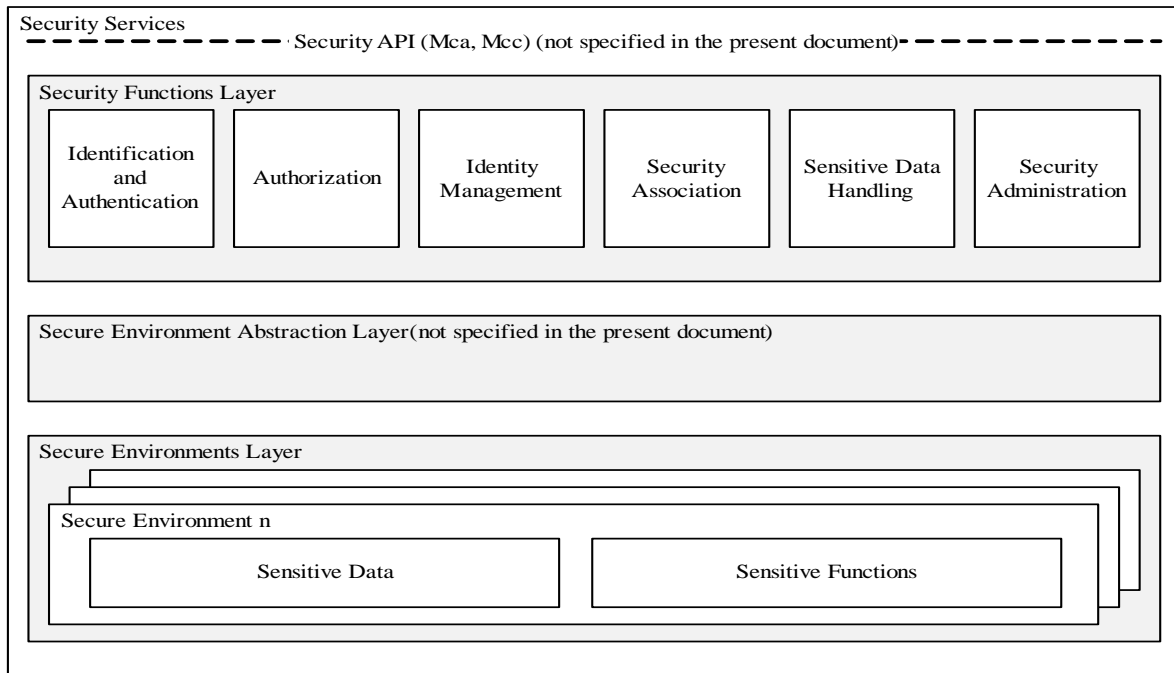 Security Services
Security API (Mca, Mcc) (not specified in the present document)
Security Functions Layer
Identification
and
Authentication
Authorization
Identity
Management
Security
Association
Sensitive Data
Handling
Security
Administration
Secure Environment Abstraction Layer(not specified in the present document)
Secure Environments Layer
Secure Environment n
Sensitive Data
Sensitive Functions